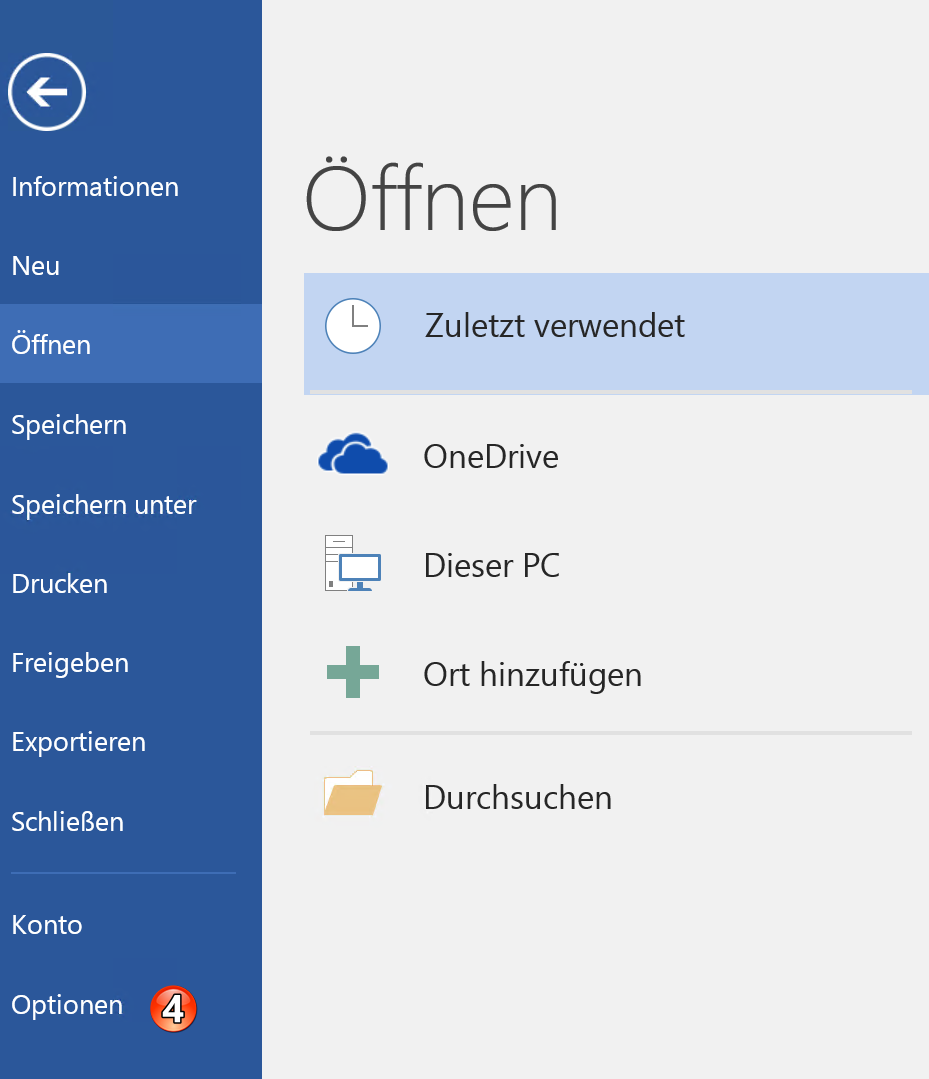 Informationen
Neu
Öffnen
Speichern
Speichern unter
Drucken
Freigeben
Exportieren
Schließen
Konto
Optionen 4
Öffnen
Zuletzt verwendet
OneDrive
Dieser PC
Ort hinzufügen
Durchsuchen